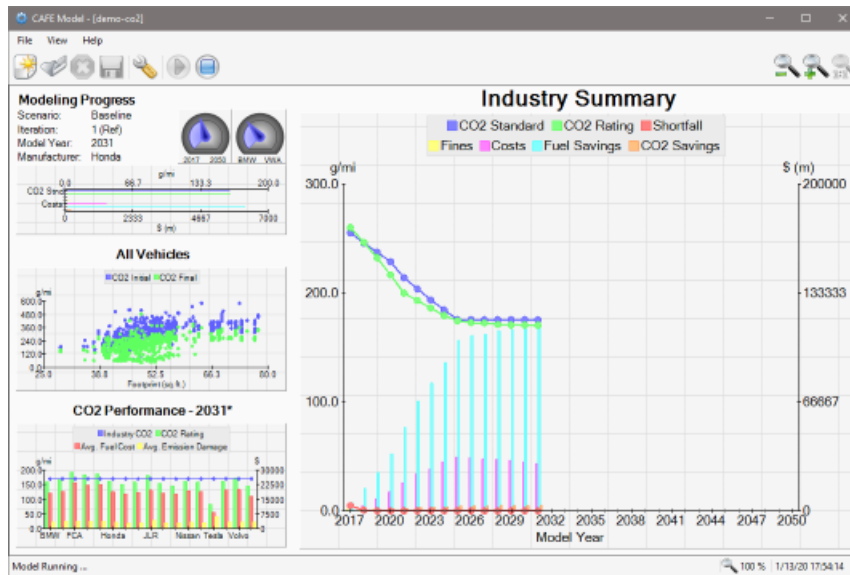 CAFE Model - [demo-co2]
File View Help
Modeling Progress
Scenario: Baseline
Iteration: 1 (Ref)
Model Year: 2031
Manufacturer: Honda
2017 2050
BMW VWA
g/mi
0.0 66.7 133.3 200.0
CO2 Stnd
Costs
0 2333 4667 7000
$ (m)
All Vehicles
CO2 Initial CO2 Final
g/mi
600.0
480.0
360.0
240.0
120.0
0.0
25.0 38.8 52.5 66.3 80.0
Footprint (sq. ft.)
CO2 Performance - 2031*
Industry CO2 CO2 Rating
Avg. Fuel Cost Avg. Emission Damage
g/mi $
200.0 30000
150.0 22500
100.0 15000
50.0 7500
0.0 0
BMW FCA Honda JLR Nissan Tesla Volvo
Industry Summary
CO2 Standard CO2 Rating Shortfall
Fines Costs Fuel Savings CO2 Savings
g/mi $ (m)
300.0 200000
200.0 133333
100.0 66667
0.0 0
2017 2020 2023 2026 2029 2032 2035 2038 2041 2044 2047 2050
Model Year
Model Running ...
100 % 1/13/20 17:54:14